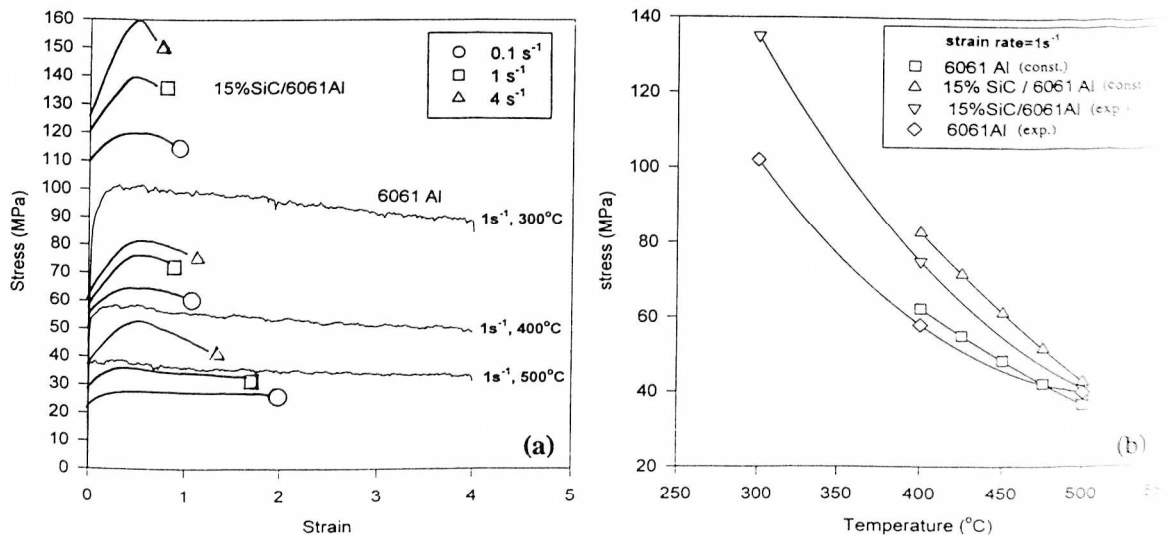 160
150
140
130
120
110
100
90
80
70
60
50
40
30
20
10
0
Stress (MPa)
0 1 2 3 4 5
Strain
15%SiC/6061Al
0.1 s⁻¹
1 s⁻¹
4 s⁻¹
6061 Al
1s⁻¹, 300°C
1s⁻¹, 400°C
1s⁻¹, 500°C
(a)
140
120
100
80
60
40
20
stress (MPa)
250 300 350 400 450 500
Temperature (°C)
strain rate=1s⁻¹
6061 Al (const.)
15% SiC / 6061 Al
15%SiC/6061Al
6061Al (exp.)
(b)